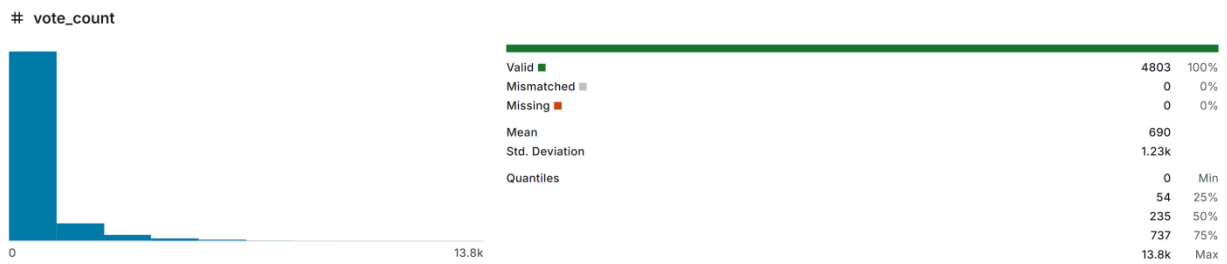 # vote_count
0 13.8k
Valid 4803 100%
Mismatched 0 0%
Missing 0 0%
Mean 690
Std. Deviation 1.23k
Quantiles 0 Min
54 25%
235 50%
737 75%
13.8k Max